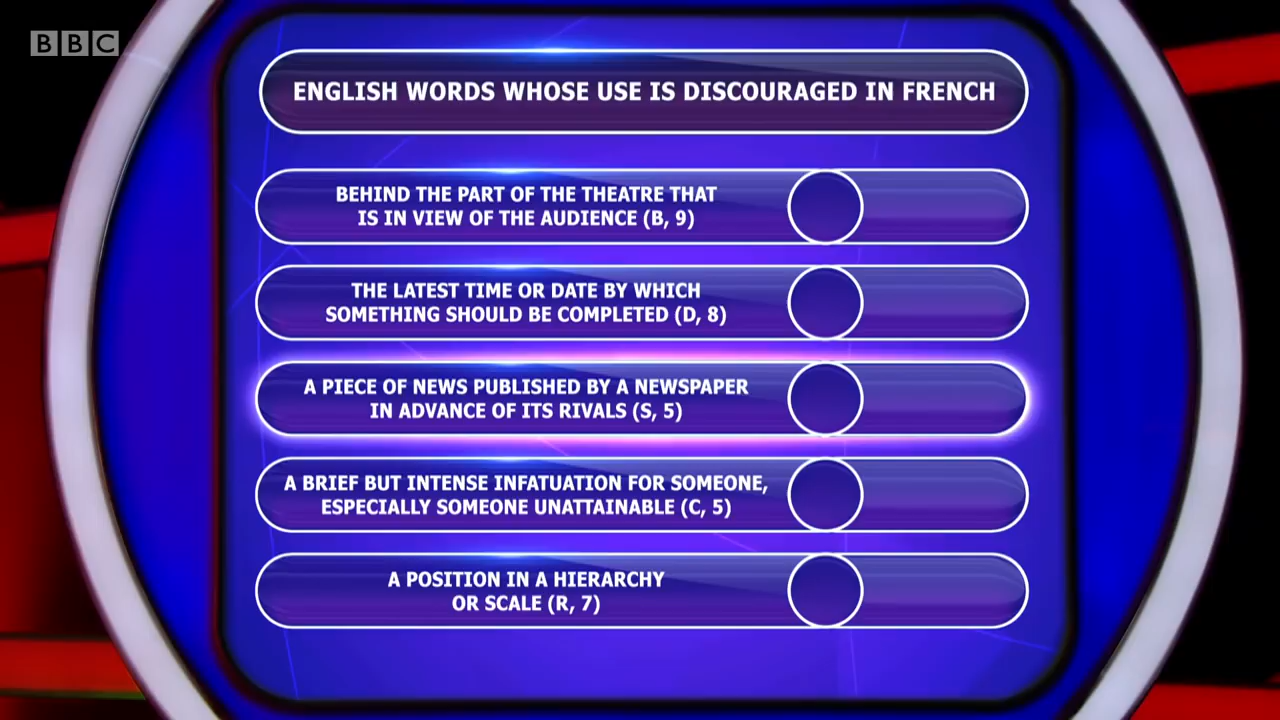 BBC
ENGLISH WORDS WHOSE USE IS DISCOURAGED IN FRENCH
BEHIND THE PART OF THE THEATRE THAT
IS IN VIEW OF THE AUDIENCE (B, 9)
THE LATEST TIME OR DATE BY WHICH
SOMETHING SHOULD BE COMPLETED (D, 8)
A PIECE OF NEWS PUBLISHED BY A NEWSPAPER
IN ADVANCE OF ITS RIVALS (S, 5)
A BRIEF BUT INTENSE INFATUATION FOR SOMEONE,
ESPECIALLY SOMEONE UNATTAINABLE (C, 5)
A POSITION IN A HIERARCHY
OR SCALE (R, 7)